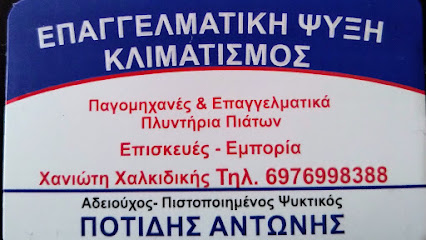 ΕΠΑΓΓΕΛΜΑΤΙΚΗ ΨΥΞΗ
ΚΛΙΜΑΤΙΣΜΟΣ
Παγομηχανές & Επαγγελματικά
Πλυντήρια Πιάτων
Επισκευές - Εμπορία
Χανιώτη Χαλκιδικής Τηλ. 6976998388
Αδειούχος- Πιστοποιημένος Ψυκτικός
ΠΟΤΙΔΗΣ ΑΝΤΩΝΗΣ